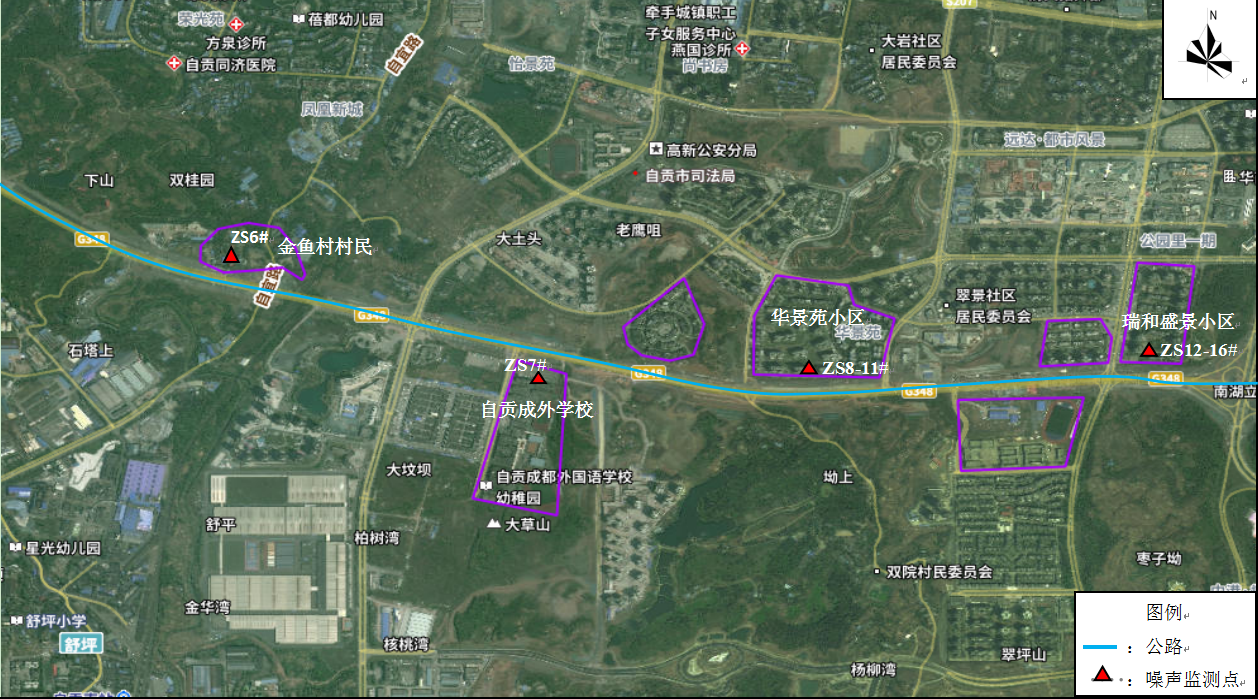 荣光苑
蓓都幼儿园
方泉诊所
自贡同济医院
自宜路
凤凰新城
怡景苑
牵手城镇职工
子女服务中心
燕国诊所
尚书房
大岩社区
居民委员会
S207
N
远达·都市风景
高新公安分局
自贡市司法局
下山
双桂园
G348
ZS6#
金鱼村村民
自宜路
大土头
老鹰咀
公园里一期
G348
石塔上
翠景社区
居民委员会
华景苑小区
华景苑
瑞和盛景小区
ZS12-16#
ZS7#
G348
ZS8-11#
G348
G348
南湖立
自贡成外学校
大坟坝
自贡成都外国语学校
幼稚园
大草山
坳上
舒平
柏树湾
星光幼儿园
双院村民委员会
枣子坳
金华湾
舒坪小学
舒坪
核桃湾
翠坪山
杨柳湾
图例
：公路
：噪声监测点